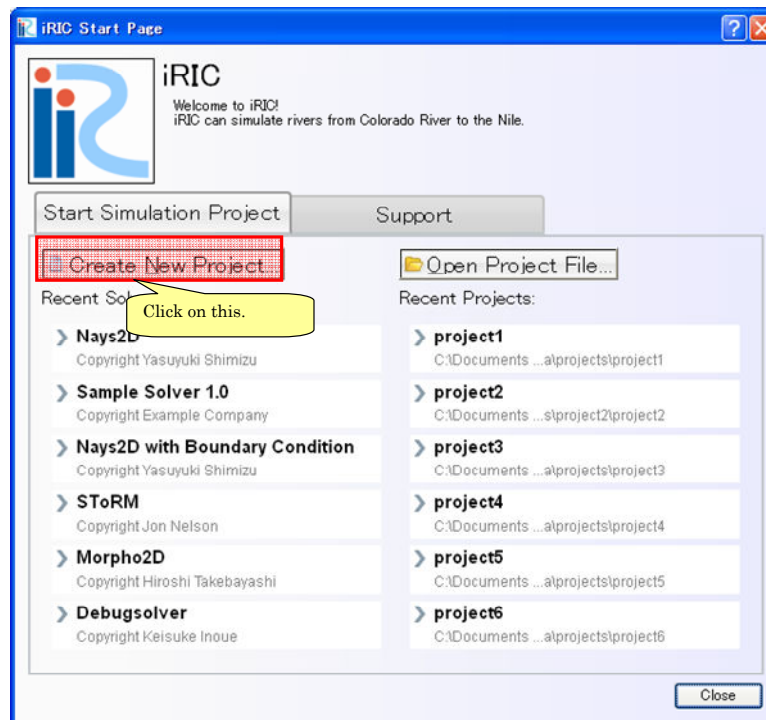 iRIC Start Page
iRIC
Welcome to iRIC!
iRIC can simulate rivers from Colorado River to the Nile.
Start Simulation Project
Support
Create New Project...
Open Project File...
Click on this.
Recent Sol
Recent Projects:
Nays2D
Copyright Yasuyuki Shimizu
Sample Solver 1.0
Copyright Example Company
Nays2D with Boundary Condition
Copyright Yasuyuki Shimizu
SToRM
Copyright Jon Nelson
Morpho2D
Copyright Hiroshi Takebayashi
Debugsolver
Copyright Keisuke Inoue
project1
C:\Documents ...a\projects\project1
project2
C:\Documents ...s\project2\project2
project3
C:\Documents ...a\projects\project3
project4
C:\Documents ...a\projects\project4
project5
C:\Documents ...a\projects\project5
project6
C:\Documents ...a\projects\project6
Close